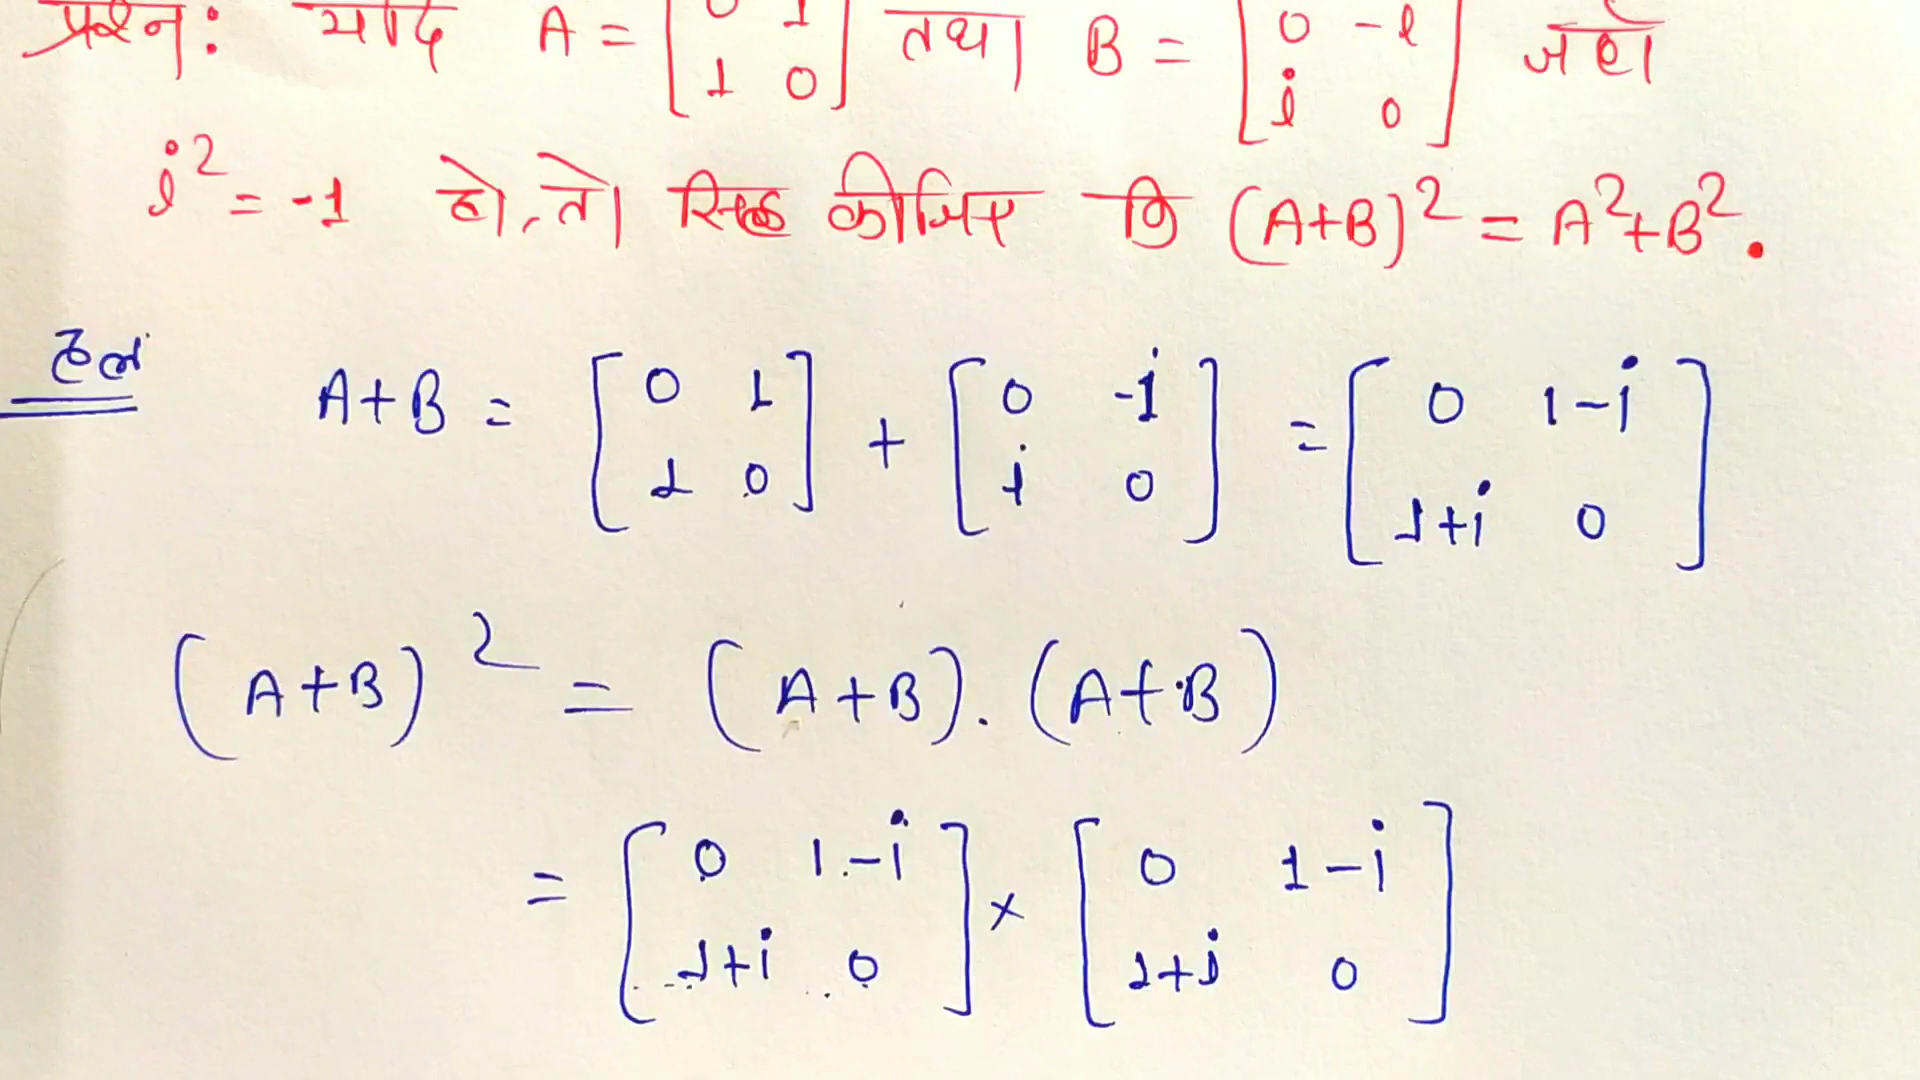 प्रश्न: यदि A = [0 1; 1 0] तथा B = [0 -i; i 0] जहाँ
i² = -1 हो, तो सिद्ध कीजिए कि (A+B)² = A²+B².
हल A+B = [0 1; 1 0] + [0 -i; i 0] = [0 1-i; 1+i 0]
(A+B)² = (A+B).(A+B)
= [0 1-i; 1+i 0] × [0 1-i; 1+i 0]